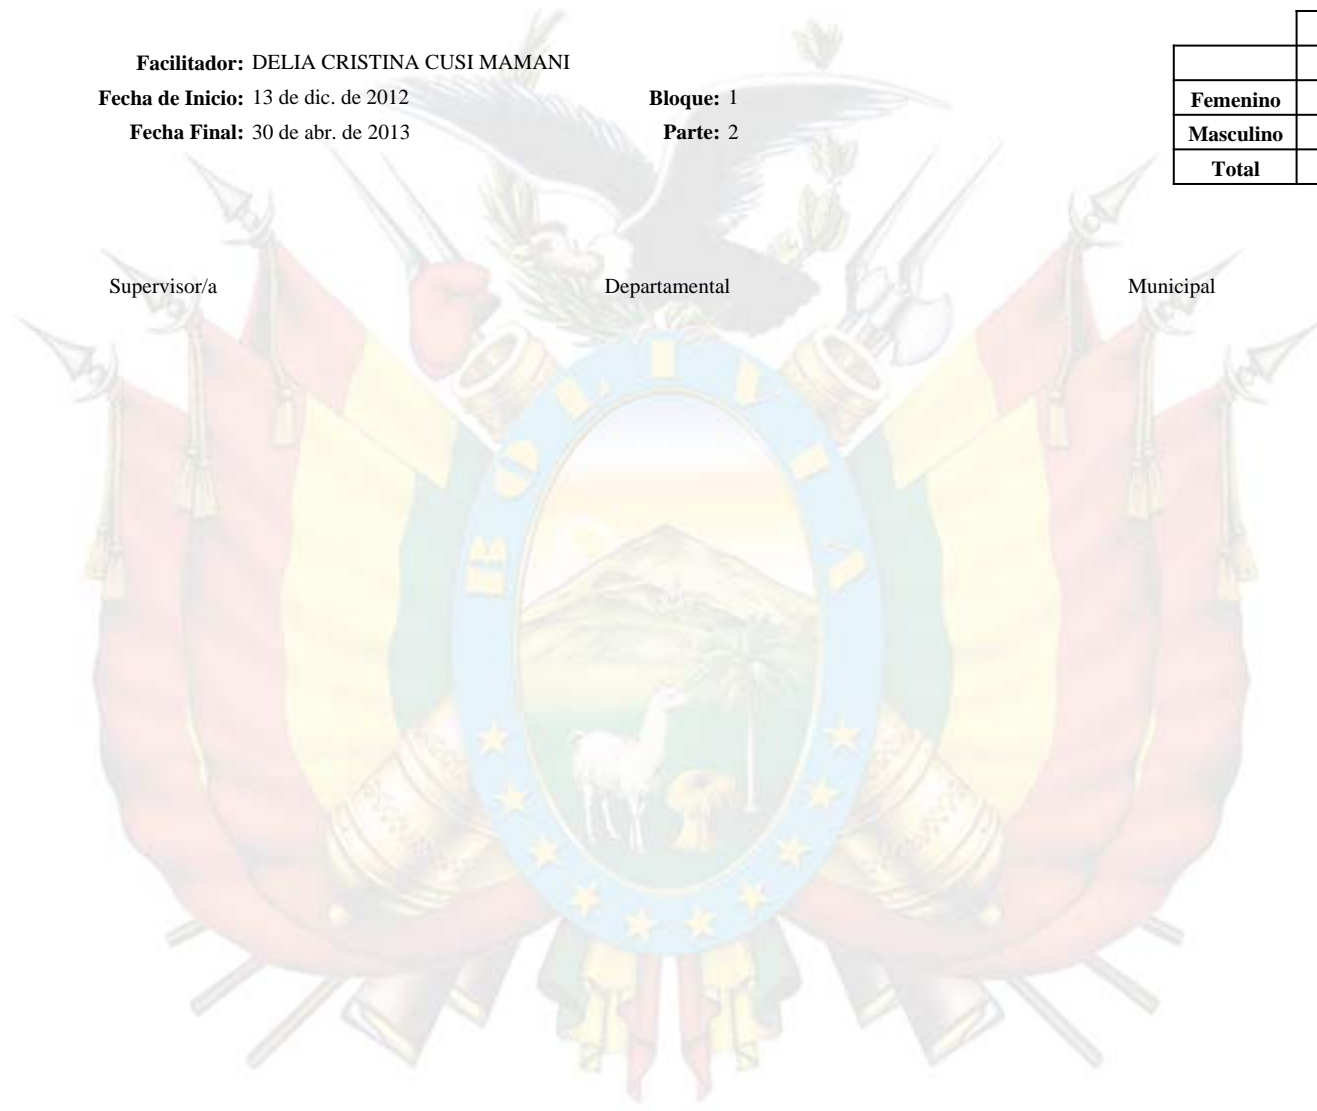 Facilitador: DELIA CRISTINA CUSI MAMANI
Fecha de Inicio: 13 de dic. de 2012 Bloque: 1
Fecha Final: 30 de abr. de 2013 Parte: 2
Femenino
Masculino
Total
Supervisor/a Departamental Municipal
BOLIVIA